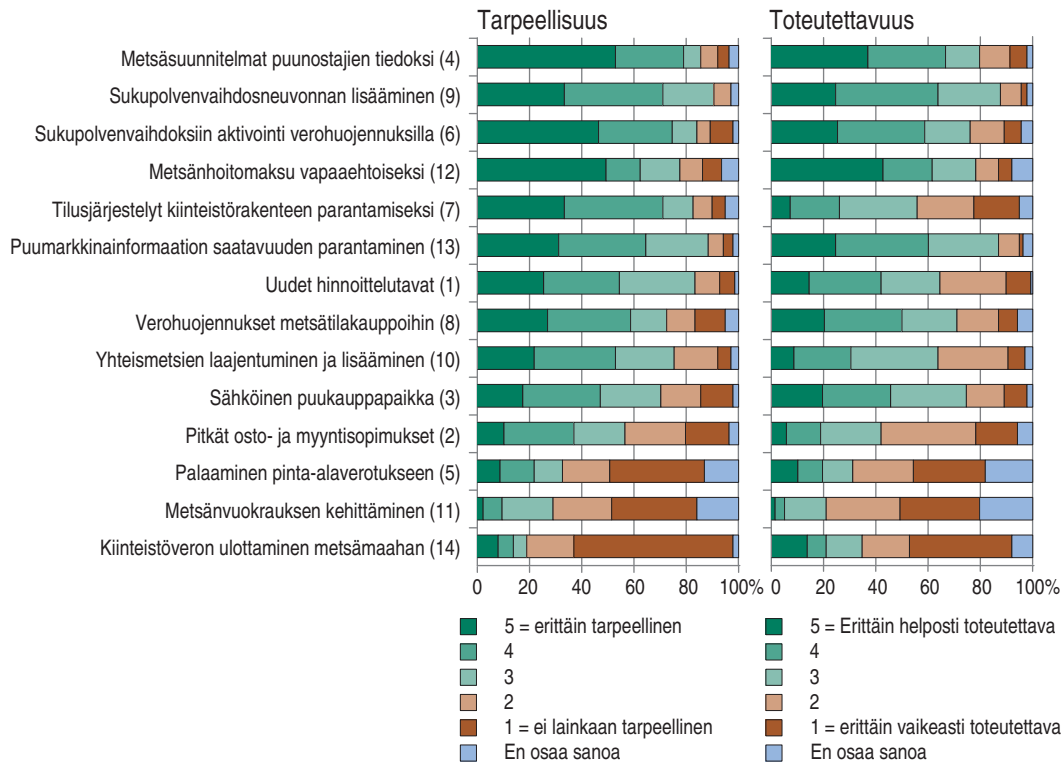 Tarpeellisuus
Toteutettavuus
Metsäsuunnitelmat puunostajien tiedoksi (4)
Sukupolvenvaihdosneuvonnan lisääminen (9)
Sukupolvenvaihdoksiin aktivointi verohuojennuksilla (6)
Metsänhoitomaksu vapaaehtoiseksi (12)
Tilusjärjestelyt kiinteistörakenteen parantamiseksi (7)
Puumarkkinainformaation saatavuuden parantaminen (13)
Uudet hinnoittelutavat (1)
Verohuojennukset metsätilakauppoihin (8)
Yhteismetsien laajentuminen ja lisääminen (10)
Sähköinen puukauppapaikka (3)
Pitkät osto- ja myyntisopimukset (2)
Palaaminen pinta-alaverotukseen (5)
Metsänvuokrauksen kehittäminen (11)
Kiinteistöveron ulottaminen metsämaahan (14)
0 20 40 60 80 100%
0 20 40 60 80 100%
5 = erittäin tarpeellinen
4
3
2
1 = ei lainkaan tarpeellinen
En osaa sanoa
5 = Erittäin helposti toteutettava
4
3
2
1 = erittäin vaikeasti toteutettava
En osaa sanoa